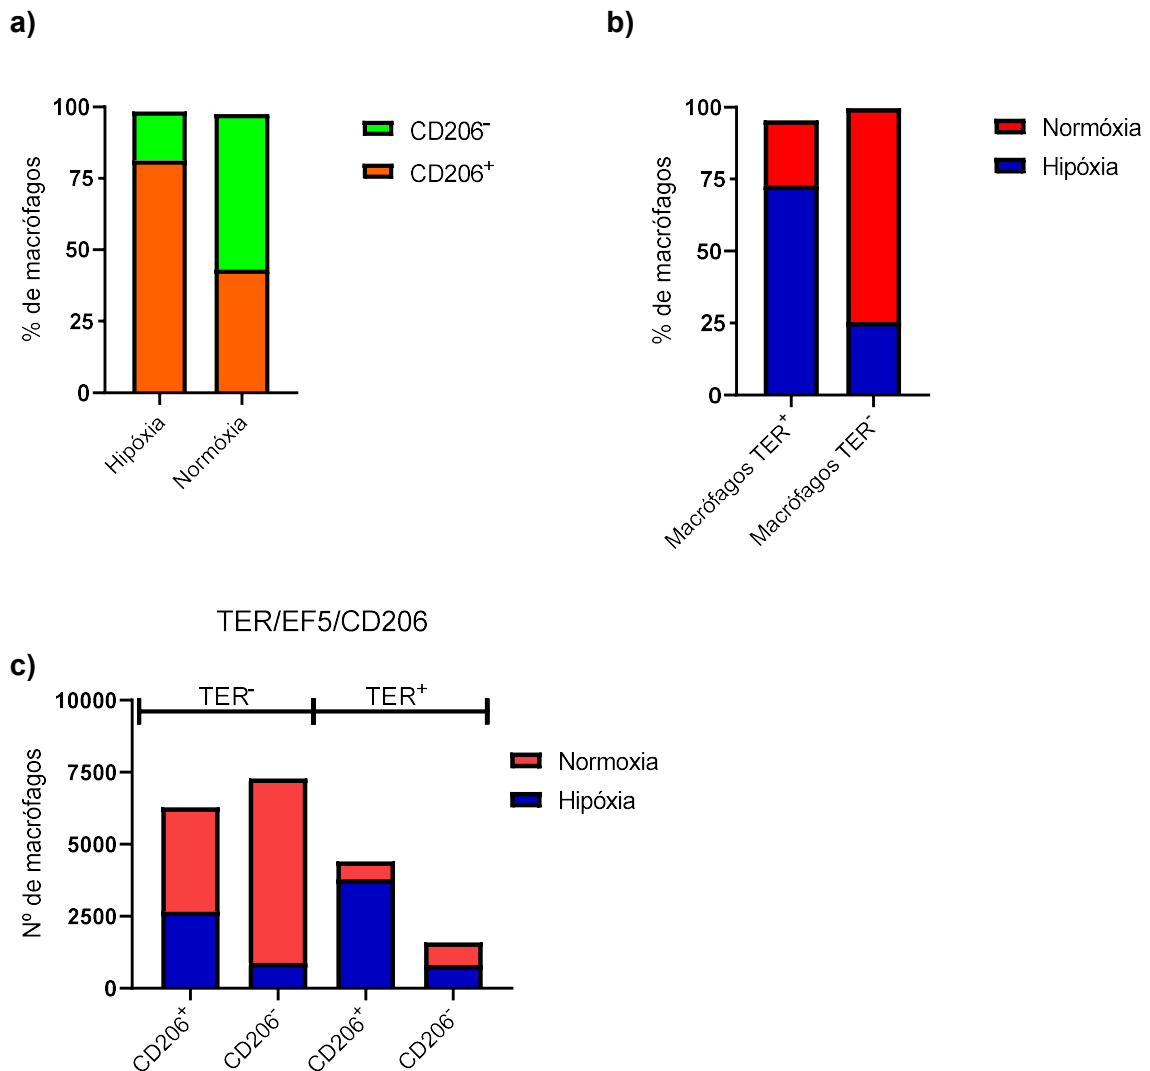 a)
% de macrófagos
100
75
50
25
0
Hipóxia
Normóxia
CD206⁻
CD206⁺
b)
% de macrófagos
100
75
50
25
0
Macrófagos TER⁺
Macrófagos TER⁻
Normóxia
Hipóxia
TER/EF5/CD206
c)
Nº de macrófagos
10000
7500
5000
2500
0
TER⁻
TER⁺
CD206⁺
CD206⁻
CD206⁺
CD206⁻
Normoxia
Hipóxia